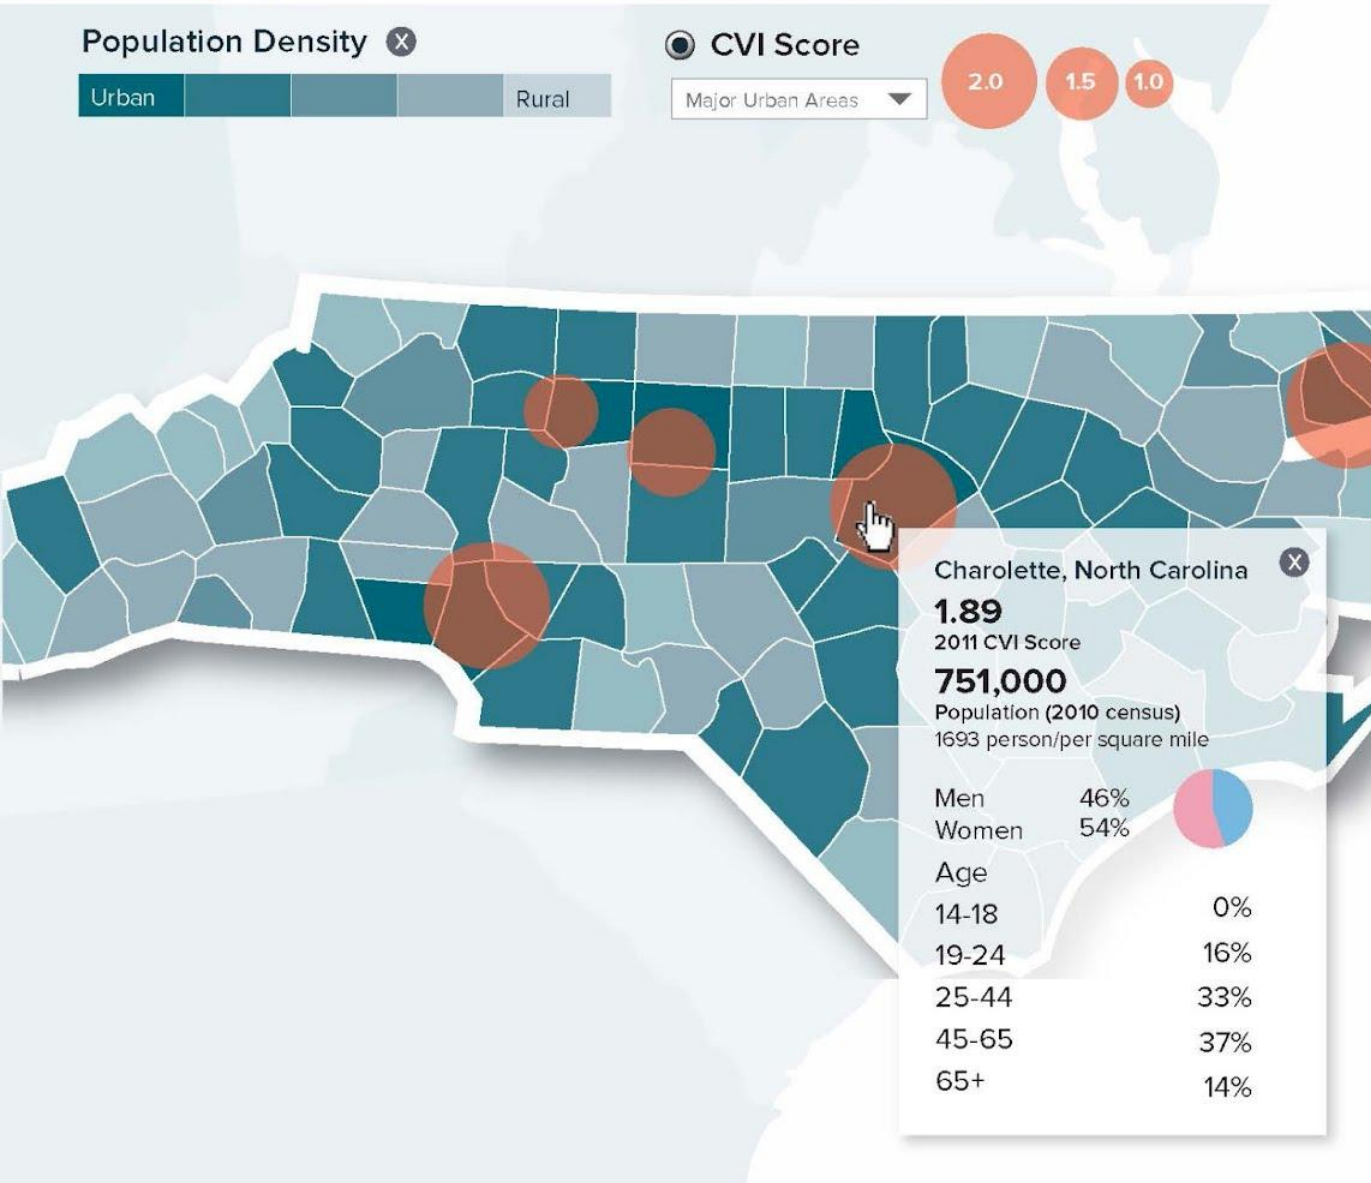 Population Density X
Urban Rural
CVI Score
Major Urban Areas
2.0 1.5 1.0
Charolette, North Carolina X
1.89
2011 CVI Score
751,000
Population (2010 census)
1693 person/per square mile
Men 46%
Women 54%
Age
14-18 0%
19-24 16%
25-44 33%
45-65 37%
65+ 14%